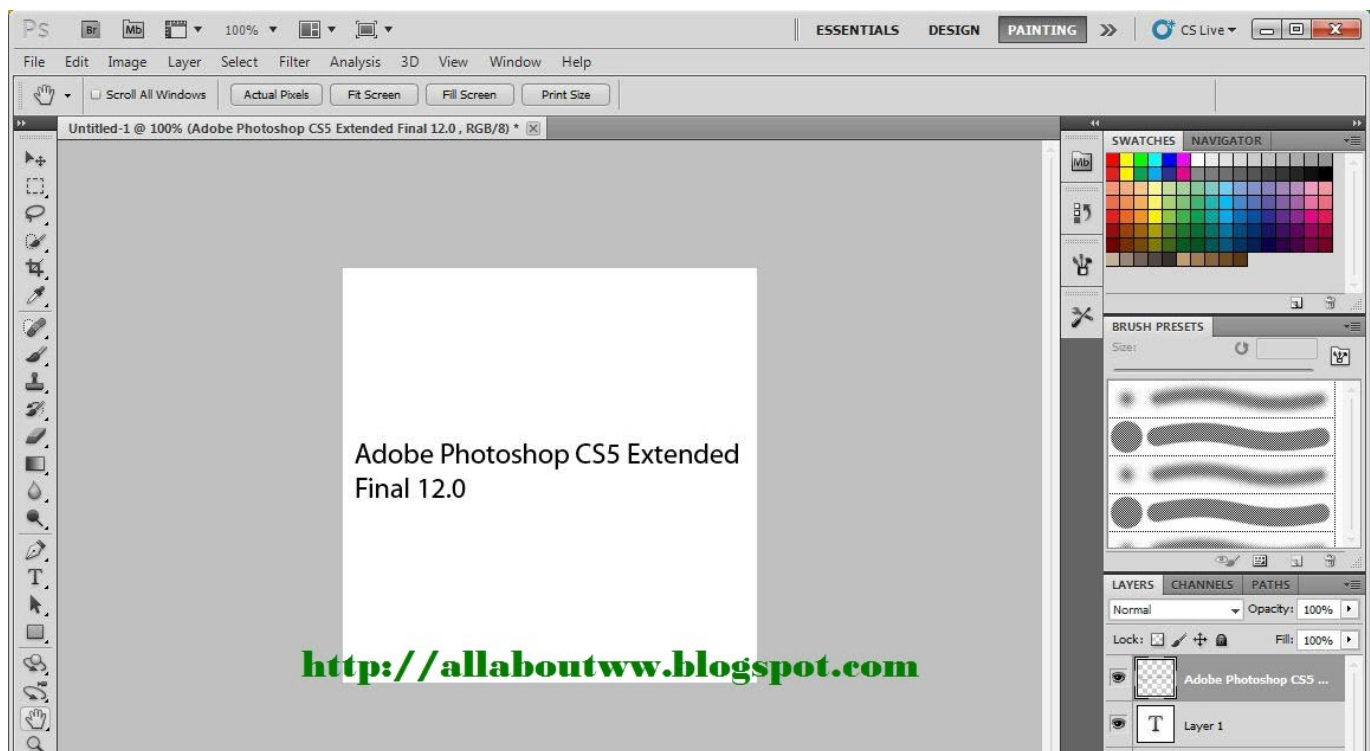 Ps Br Mb 100% ESSENTIALS DESIGN PAINTING CS Live
File Edit Image Layer Select Filter Analysis 3D View Window Help
Scroll All Windows Actual Pixels Fit Screen Fill Screen Print Size
Untitled-1 @ 100% (Adobe Photoshop CS5 Extended Final 12.0 , RGB/8) *
SWATCHES NAVIGATOR
Mb
BRUSH PRESETS
Size:
Adobe Photoshop CS5 Extended
Final 12.0
T
LAYERS CHANNELS PATHS
Normal Opacity: 100%
Lock: Fill: 100%
http://allaboutww.blogspot.com
Adobe Photoshop CS5 ...
T Layer 1